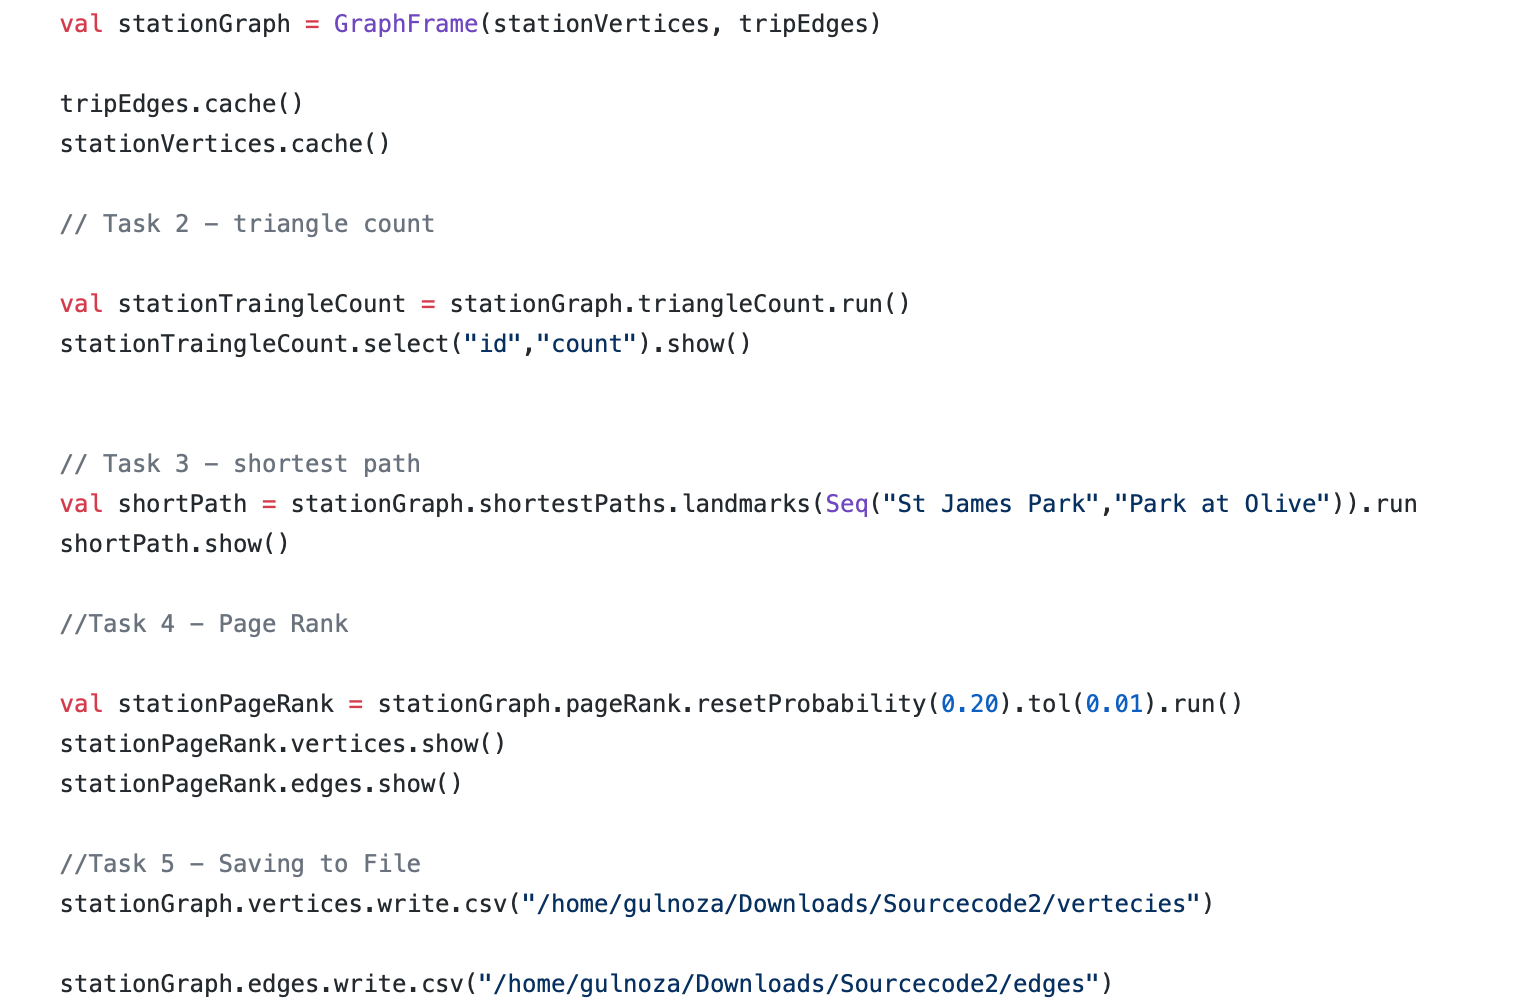 val stationGraph = GraphFrame(stationVertices, tripEdges)
tripEdges.cache()
stationVertices.cache()
// Task 2 – triangle count
val stationTraingleCount = stationGraph.triangleCount.run()
stationTraingleCount.select("id","count").show()
// Task 3 – shortest path
val shortPath = stationGraph.shortestPaths.landmarks(Seq("St James Park","Park at Olive")).run
shortPath.show()
//Task 4 – Page Rank
val stationPageRank = stationGraph.pageRank.resetProbability(0.20).tol(0.01).run()
stationPageRank.vertices.show()
stationPageRank.edges.show()
//Task 5 – Saving to File
stationGraph.vertices.write.csv("/home/gulnoza/Downloads/Sourcecode2/vertecies")
stationGraph.edges.write.csv("/home/gulnoza/Downloads/Sourcecode2/edges")